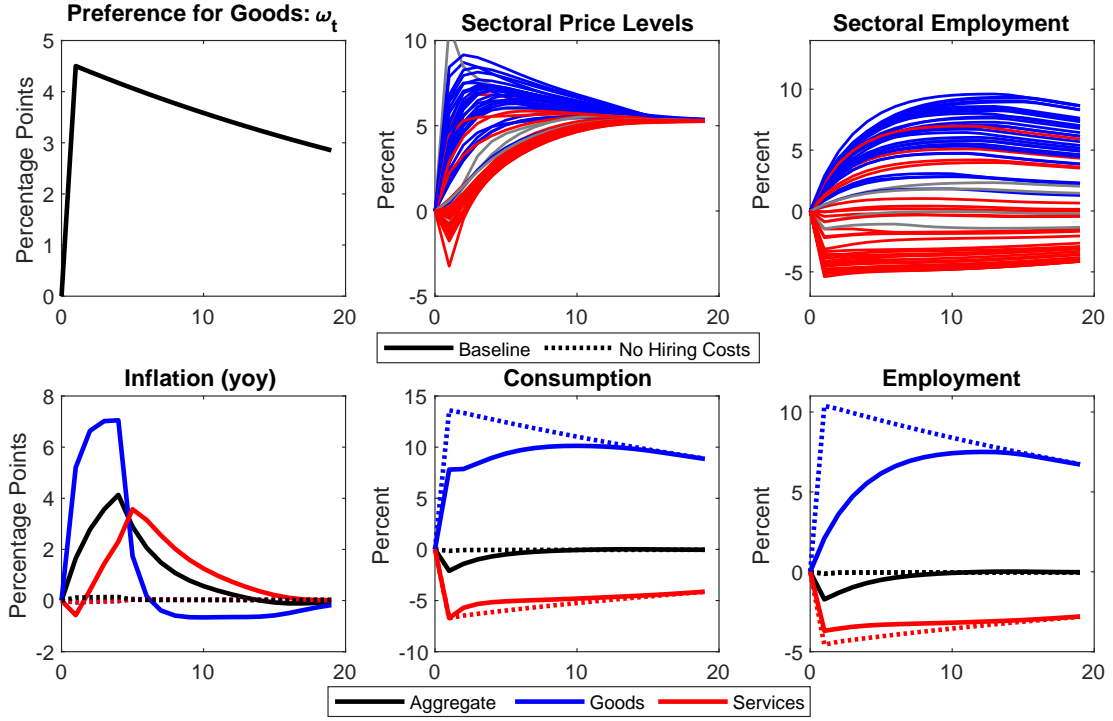 Preference for Goods: ω_t
Sectoral Price Levels
Sectoral Employment
Percentage Points
5
4
3
2
1
0
0 10 20
Percent
10
5
0
-5
0 10 20
Percent
10
5
0
-5
0 10 20
Baseline No Hiring Costs
Inflation (yoy)
Consumption
Employment
Percentage Points
8
6
4
2
0
-2
0 10 20
Percent
15
10
5
0
-5
-10
0 10 20
Percent
10
5
0
-5
0 10 20
Aggregate Goods Services